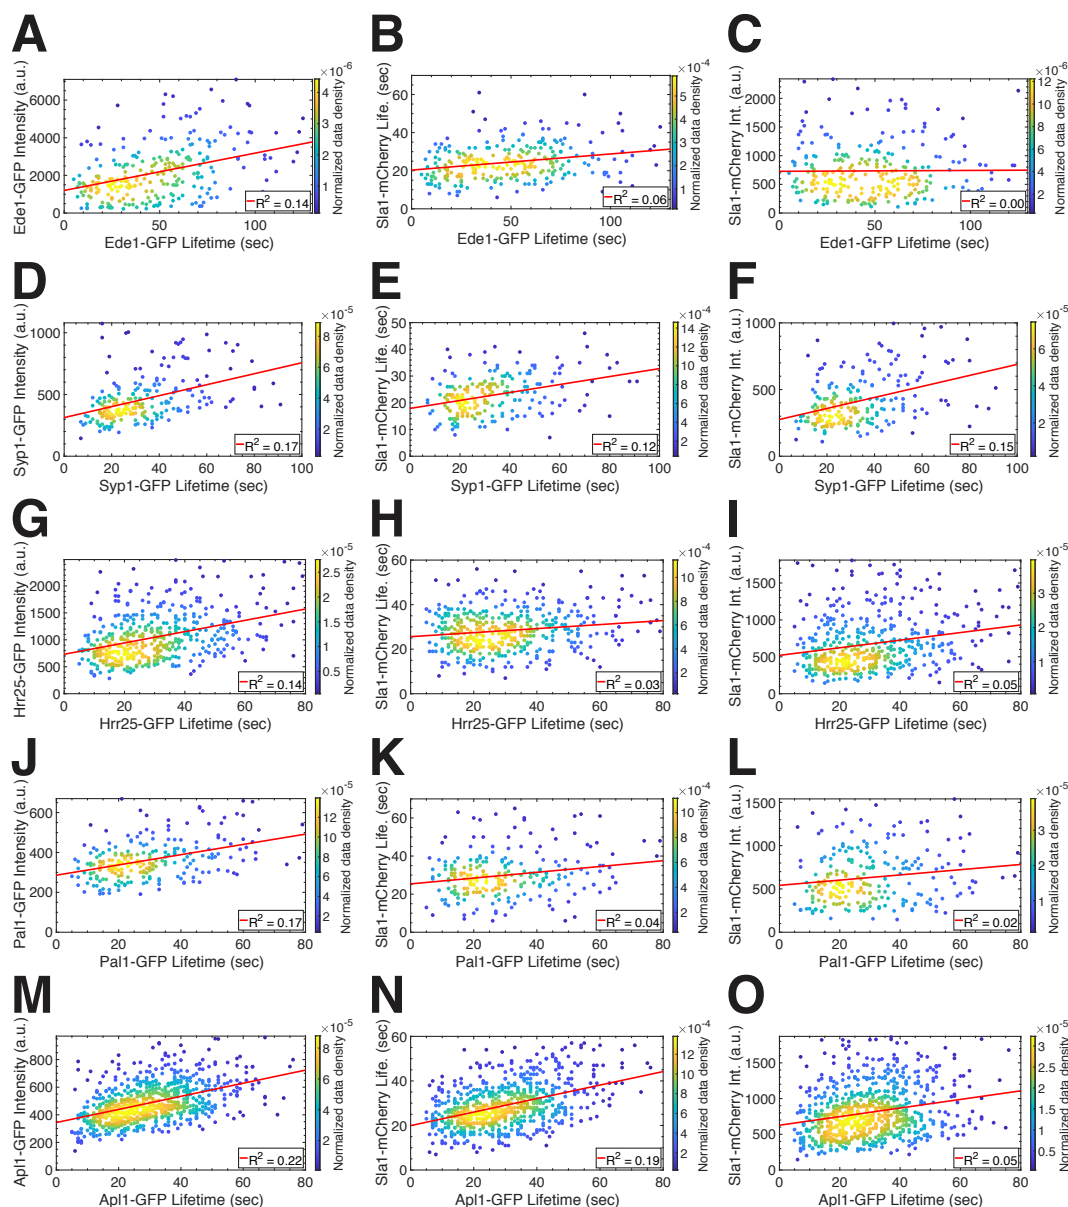 A
Ede1-GFP Intensity (a.u.)
6000
4000
2000
0
0 50 100
Ede1-GFP Lifetime (sec)
R² = 0.14
×10⁻⁶
4
3
2
1
Normalized data density
B
Sla1-mCherry Life. (sec)
60
40
20
0
0 50 100
Ede1-GFP Lifetime (sec)
R² = 0.06
×10⁻⁴
5
4
3
2
1
Normalized data density
C
Sla1-mCherry Int. (a.u.)
2000
1500
1000
500
0
0 50 100
Ede1-GFP Lifetime (sec)
R² = 0.00
×10⁻⁶
12
10
8
6
4
2
Normalized data density
D
Syp1-GFP Intensity (a.u.)
1000
500
0
0 20 40 60 80 100
Syp1-GFP Lifetime (sec)
R² = 0.17
×10⁻⁵
8
6
4
2
Normalized data density
E
Sla1-mCherry Life. (sec)
50
40
30
20
10
0
0 20 40 60 80 100
Syp1-GFP Lifetime (sec)
R² = 0.12
×10⁻⁴
14
12
10
8
6
4
2
Normalized data density
F
Sla1-mCherry Int. (a.u.)
1000
500
0
0 20 40 60 80 100
Syp1-GFP Lifetime (sec)
R² = 0.15
×10⁻⁵
6
4
2
Normalized data density
G
Hrr25-GFP Intensity (a.u.)
2000
1500
1000
500
0
0 20 40 60 80
Hrr25-GFP Lifetime (sec)
R² = 0.14
×10⁻⁵
2.5
2
1.5
1
0.5
Normalized data density
H
Sla1-mCherry Life. (sec)
60
40
20
0
0 20 40 60 80
Hrr25-GFP Lifetime (sec)
R² = 0.03
×10⁻⁴
10
8
6
4
2
Normalized data density
I
Sla1-mCherry Int. (a.u.)
1500
1000
500
0
0 20 40 60 80
Hrr25-GFP Lifetime (sec)
R² = 0.05
×10⁻⁵
3
2
1
Normalized data density
J
Pal1-GFP Intensity (a.u.)
600
400
200
0
0 20 40 60 80
Pal1-GFP Lifetime (sec)
R² = 0.17
×10⁻⁵
12
10
8
6
4
2
Normalized data density
K
Sla1-mCherry Life. (sec)
60
40
20
0
0 20 40 60 80
Pal1-GFP Lifetime (sec)
R² = 0.04
×10⁻⁴
10
8
6
4
2
Normalized data density
L
Sla1-mCherry Int. (a.u.)
1500
1000
500
0
0 20 40 60 80
Pal1-GFP Lifetime (sec)
R² = 0.02
×10⁻⁵
3
2
1
Normalized data density
M
Apl1-GFP Intensity (a.u.)
800
600
400
200
0
0 20 40 60 80
Apl1-GFP Lifetime (sec)
R² = 0.22
×10⁻⁵
8
6
4
2
Normalized data density
N
Sla1-mCherry Life. (sec)
60
40
20
0
0 20 40 60 80
Apl1-GFP Lifetime (sec)
R² = 0.19
×10⁻⁴
12
10
8
6
4
2
Normalized data density
O
Sla1-mCherry Int. (a.u.)
1500
1000
500
0
0 20 40 60 80
Apl1-GFP Lifetime (sec)
R² = 0.05
×10⁻⁵
3
2.5
2
1.5
1
0.5
Normalized data density